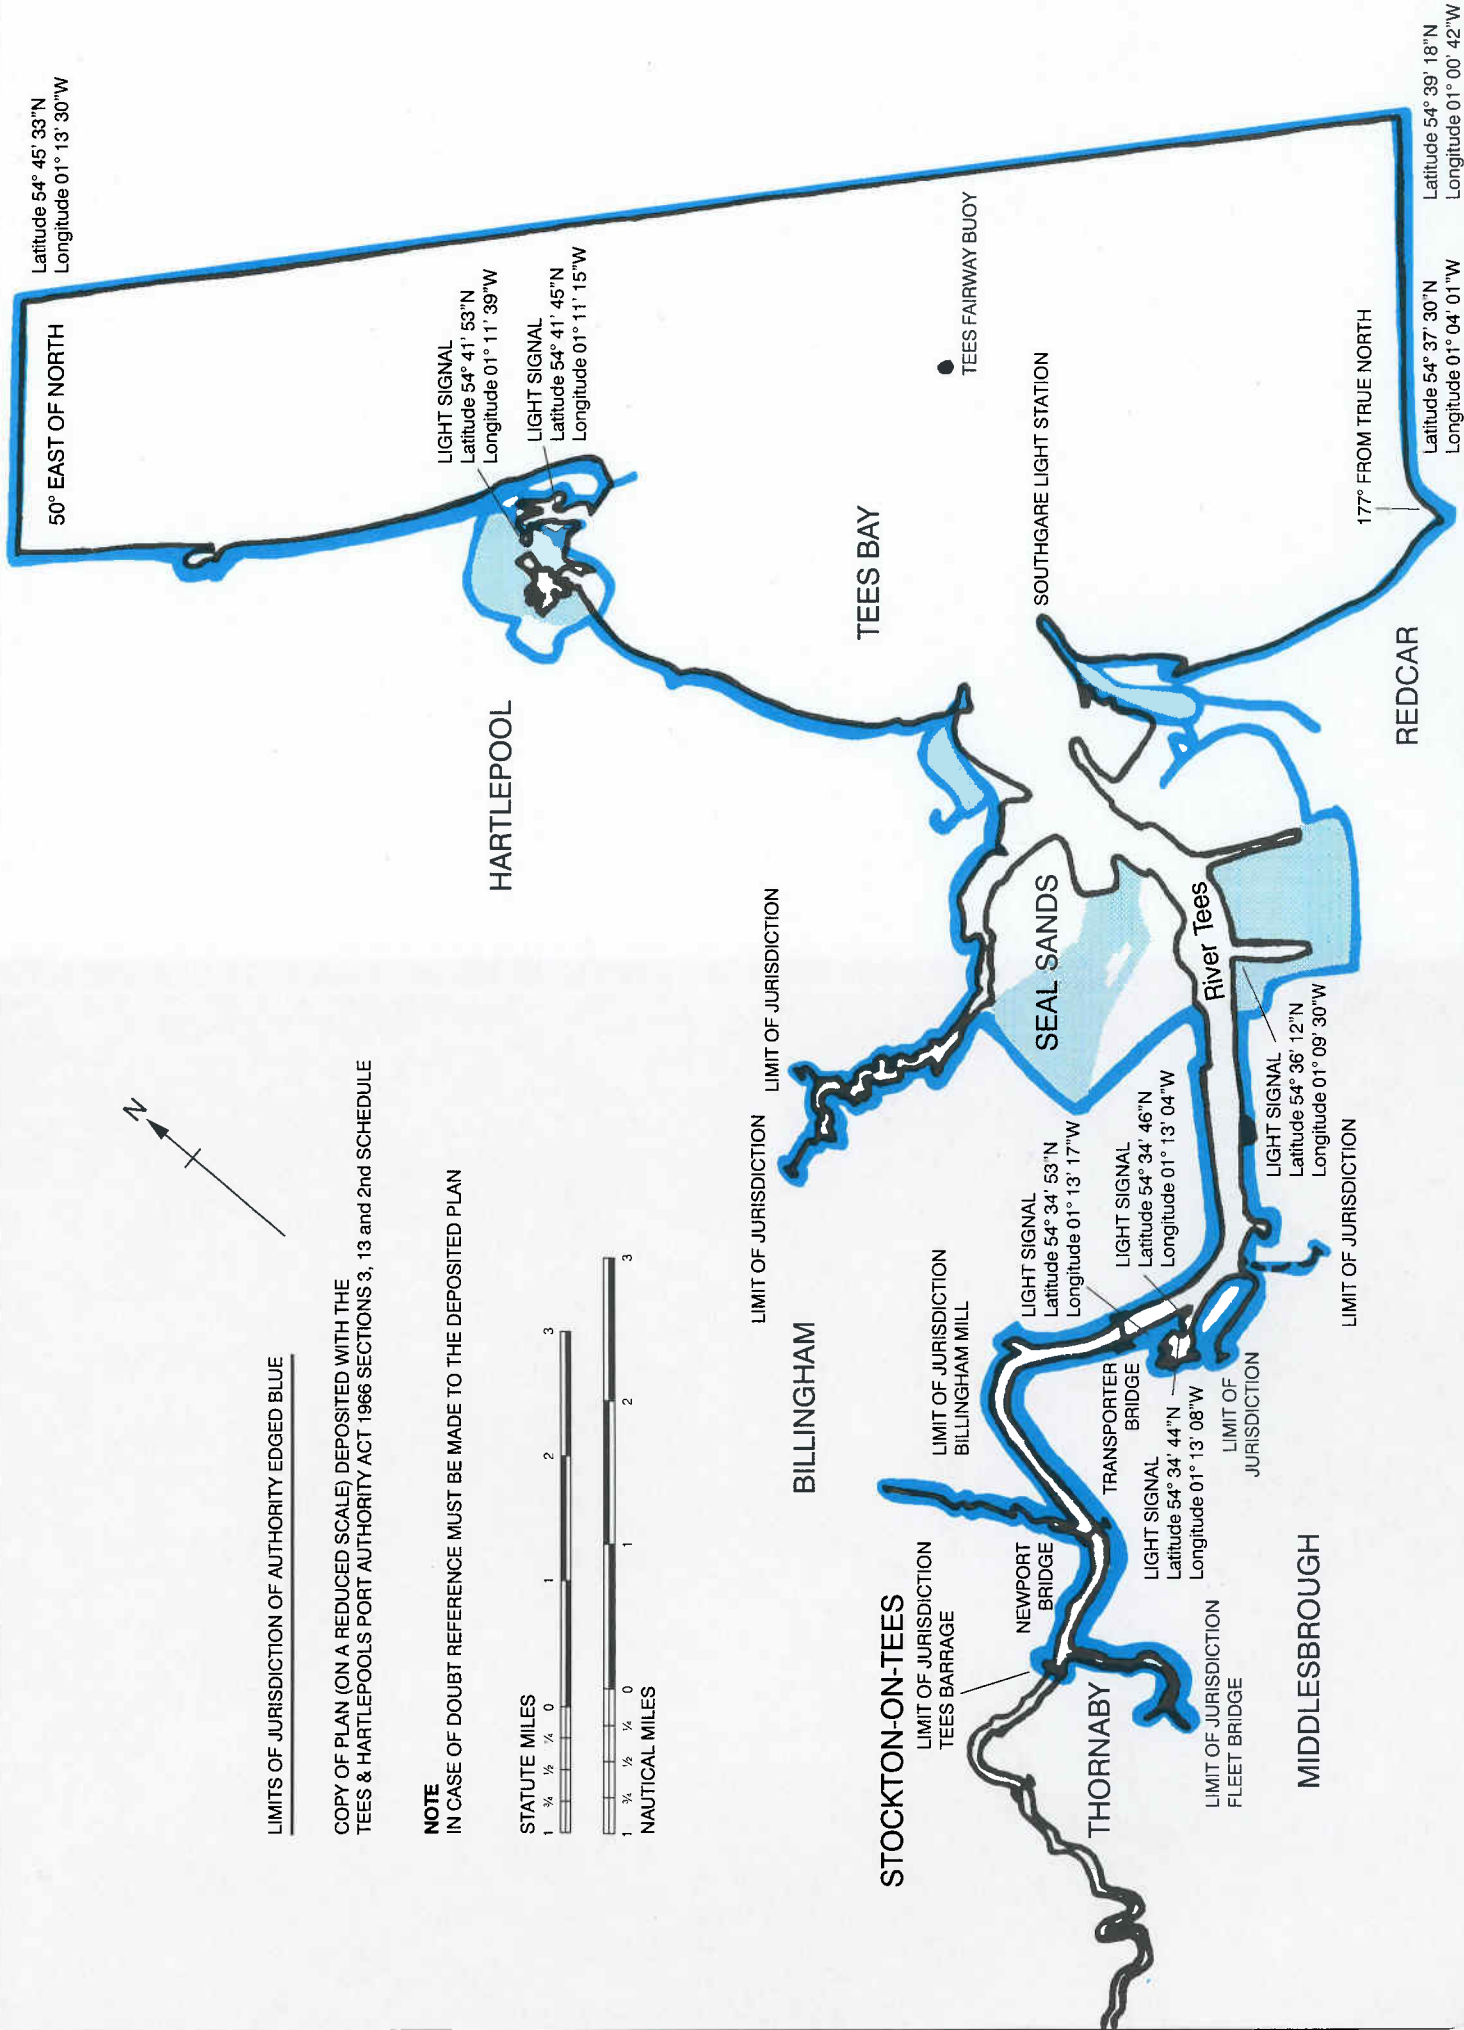 LIMITS OF JURISDICTION OF AUTHORITY EDGED BLUE
COPY OF PLAN (ON A REDUCED SCALE) DEPOSITED WITH THE
TEES & HARTLEPOOLS PORT AUTHORITY ACT 1966 SECTIONS 3, 13 and 2nd SCHEDULE
NOTE
IN CASE OF DOUBT REFERENCE MUST BE MADE TO THE DEPOSITED PLAN
STATUTE MILES
1 ¾ ½ ¼ 0 1 2 3
1 ¾ ½ ¼ 0 1 2 3
NAUTICAL MILES
N
Latitude 54° 45' 33"N
Longitude 01° 13' 30"W
50° EAST OF NORTH
LIGHT SIGNAL
Latitude 54° 41' 53"N
Longitude 01° 11' 39"W
LIGHT SIGNAL
Latitude 54° 41' 45"N
Longitude 01° 11' 15"W
HARTLEPOOL
TEES BAY
TEES FAIRWAY BUOY
SOUTHGARE LIGHT STATION
177° FROM TRUE NORTH
Latitude 54° 39' 18"N
Longitude 01° 00' 42"W
Latitude 54° 37' 30"N
Longitude 01° 04' 01"W
REDCAR
LIMIT OF JURISDICTION
LIMIT OF JURISDICTION
SEAL SANDS
River Tees
LIGHT SIGNAL
Latitude 54° 36' 12"N
Longitude 01° 09' 30"W
LIMIT OF JURISDICTION
LIGHT SIGNAL
Latitude 54° 34' 53"N
Longitude 01° 13' 17"W
LIGHT SIGNAL
Latitude 54° 34' 46"N
Longitude 01° 13' 04"W
BILLINGHAM
LIMIT OF JURISDICTION
BILLINGHAM MILL
TRANSPORTER
BRIDGE
LIGHT SIGNAL
Latitude 54° 34' 44"N
Longitude 01° 13' 08"W
LIMIT OF
JURISDICTION
STOCKTON-ON-TEES
LIMIT OF JURISDICTION
TEES BARRAGE
NEWPORT
BRIDGE
THORNABY
LIMIT OF JURISDICTION
FLEET BRIDGE
MIDDLESBROUGH